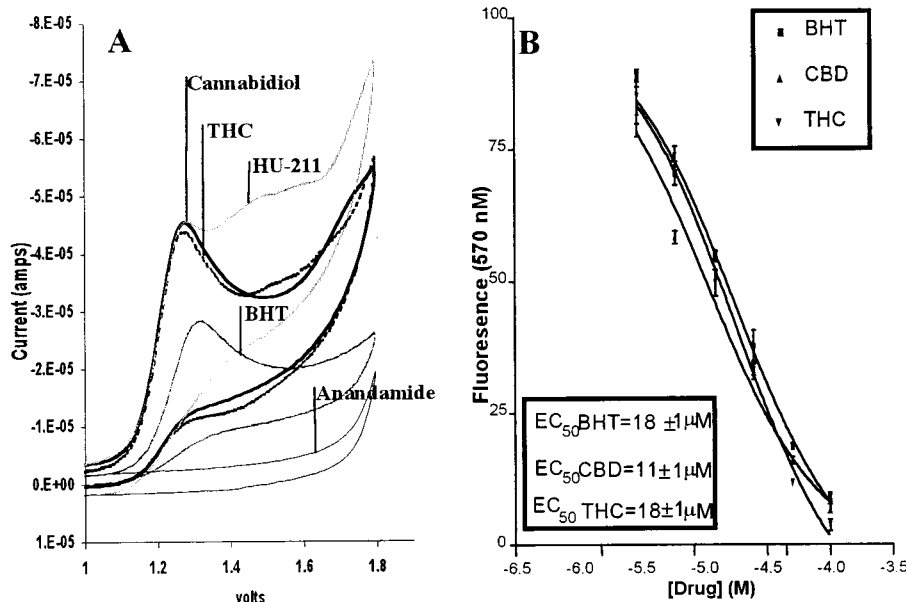 A
-8.E-05
-7.E-05
-6.E-05
-5.E-05
-4.E-05
-3.E-05
-2.E-05
-1.E-05
0.E+00
1.E-05
Current (amps)
Cannabidiol
THC
HU-211
BHT
Anandamide
1
1.2
1.4
1.6
1.8
volts
B
100
75
50
25
0
Fluoresence (570 nM)
BHT
CBD
THC
EC50BHT=18 ±1µM
EC50CBD=11±1µM
EC50 THC=18±1µM
-6.5
-6.0
-5.5
-5.0
-4.5
-4.0
-3.5
[Drug] (M)